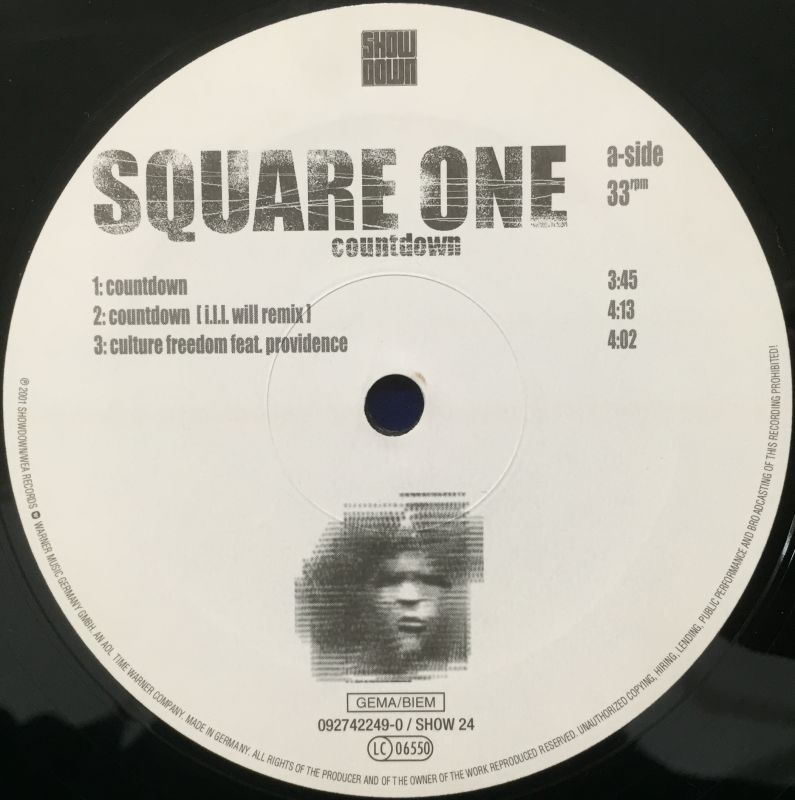 SHOW
DOWN
SQUARE ONE
countdown
a-side
33rpm
1: countdown 3:45
2: countdown [ i.l.l. will remix ] 4:13
3: culture freedom feat. providence 4:02
GEMA/BIEM
092742249-0 / SHOW 24
LC 06550
℗ 2001 SHOWDOWN/WEA RECORDS • WARNER MUSIC GERMANY GMBH. AN AOL TIME WARNER COMPANY. MADE IN GERMANY. ALL RIGHTS OF THE PRODUCER AND OF THE OWNER OF THE WORK REPRODUCED RESERVED. UNAUTHORIZED COPYING, HIRING, LENDING, PUBLIC PERFORMANCE AND BROADCASTING OF THIS RECORDING PROHIBITED!